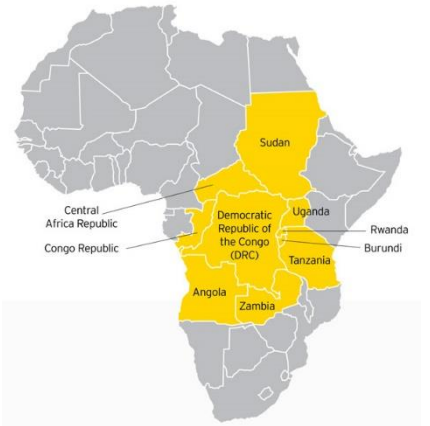 Sudan
Central
Africa Republic
Congo Republic
Democratic
Republic of
the Congo
(DRC)
Uganda
Rwanda
Burundi
Tanzania
Angola
Zambia